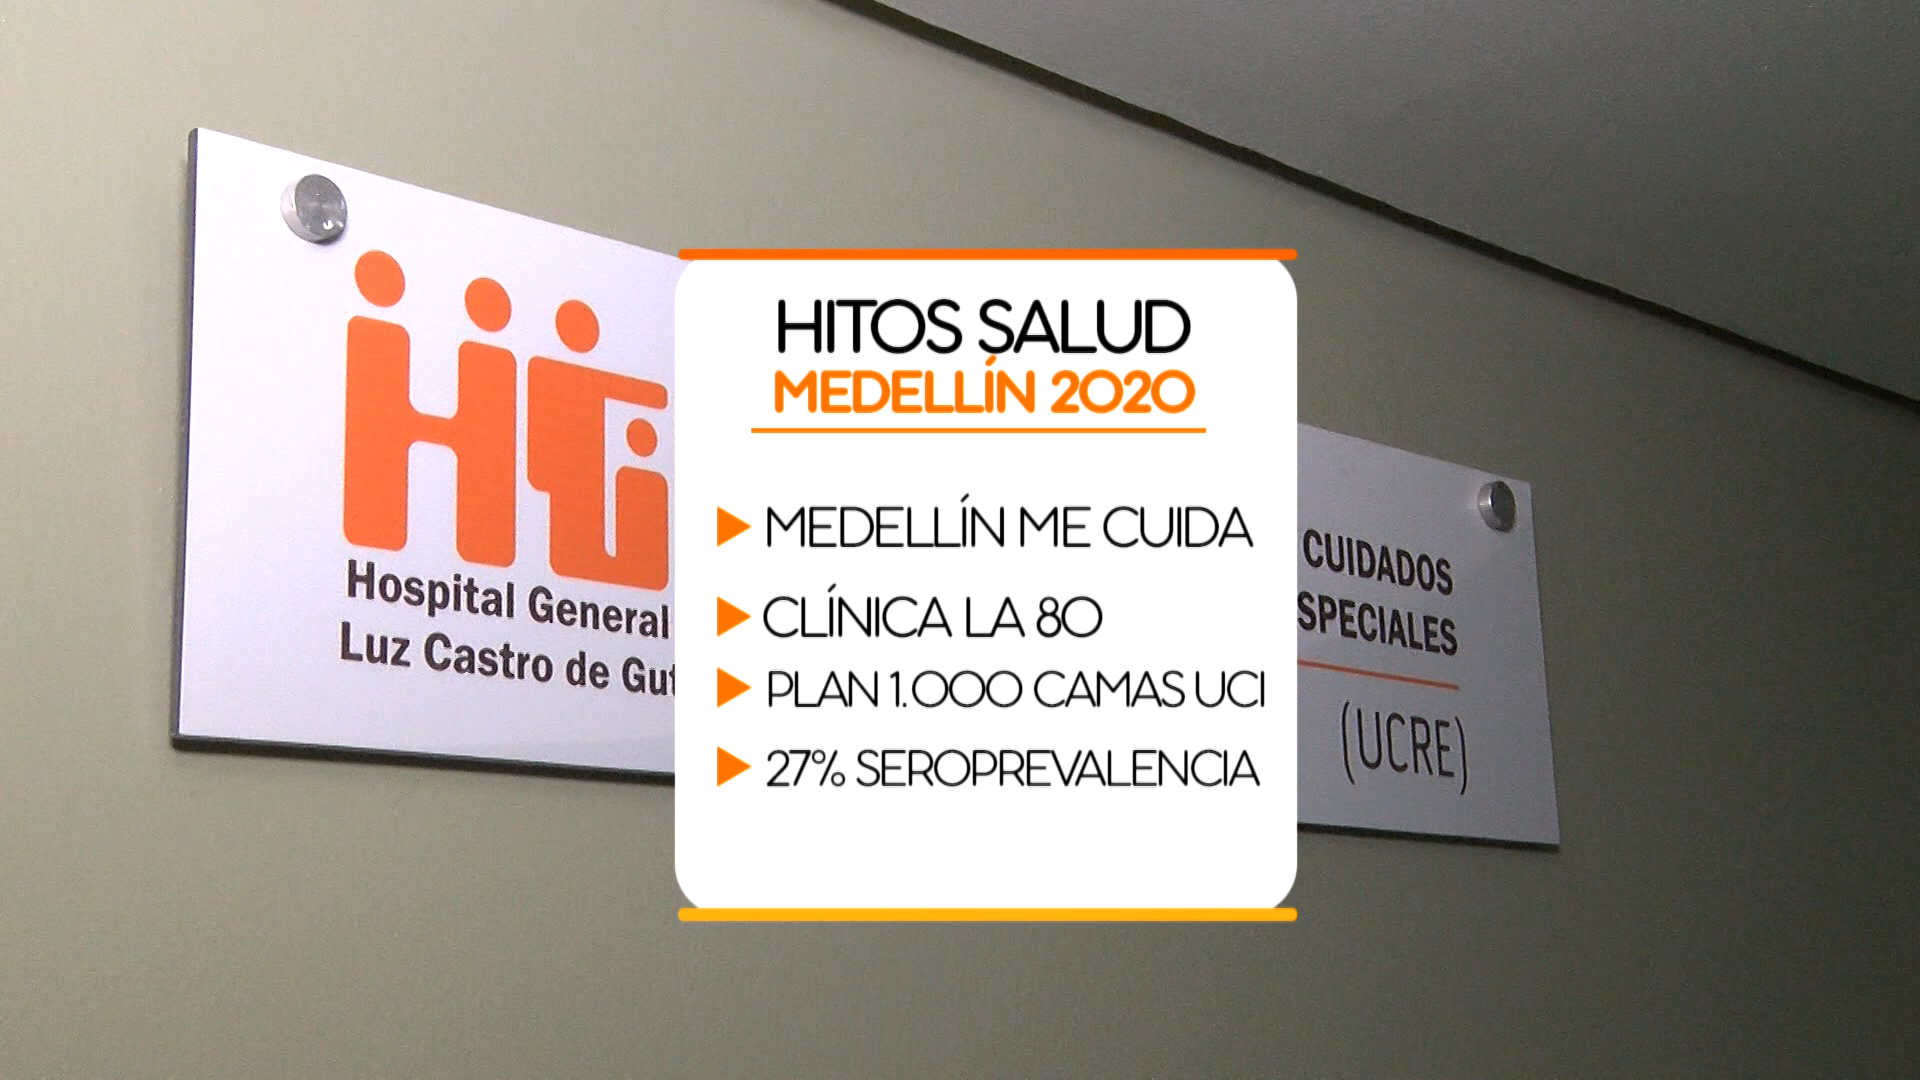 HITOS SALUD
MEDELLÍN 2020
MEDELLÍN ME CUIDA
CLÍNICA LA 80
PLAN 1.000 CAMAS UCI
27% SEROPREVALENCIA
HG
Hospital General
Luz Castro de
CUIDADOS
SPECIALES
(UCRE)